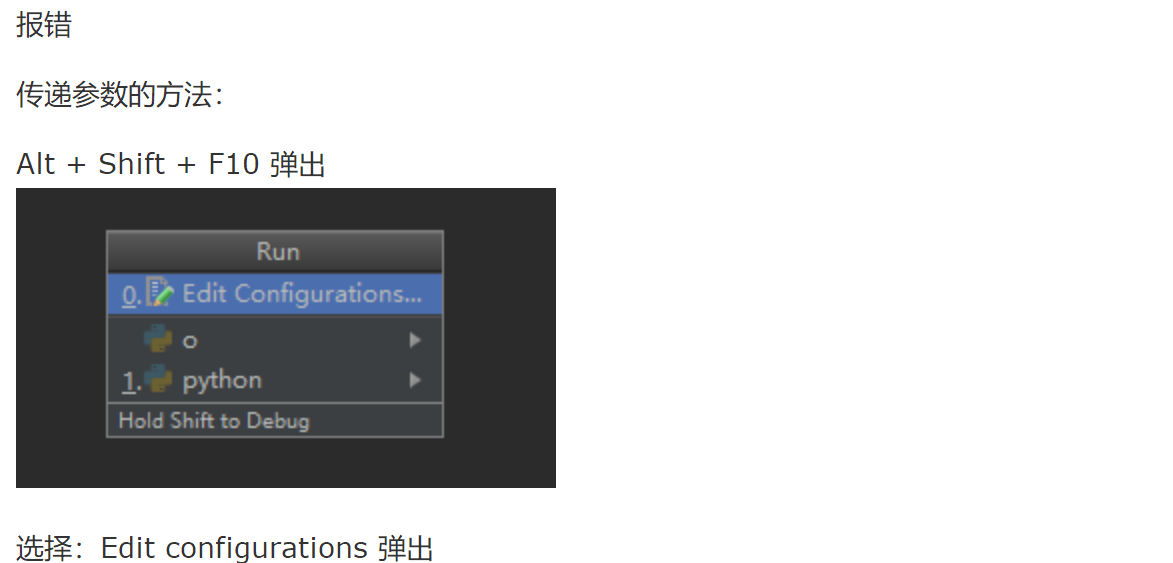 报错
传递参数的方法：
Alt + Shift + F10 弹出
Run
0. Edit Configurations...
o
1. python
Hold Shift to Debug
选择：Edit configurations 弹出